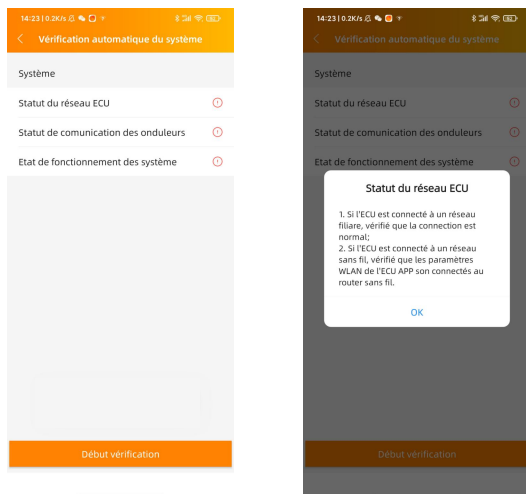 14:23 | 0.2K/s
Vérification automatique du système
Système
Statut du réseau ECU
Statut de comunication des onduleurs
Etat de fonctionnement des système
Début vérification
14:23 | 0.2K/s
Vérification automatique du système
Système
Statut du réseau ECU
Statut de comunication des onduleurs
Etat de fonctionnement des système
Statut du réseau ECU
1. Si l'ECU est connecté à un réseau
filiare, vérifié que la connection est
normal;
2. Si l'ECU est connecté à un réseau
sans fil, vérifié que les paramètres
WLAN de l'ECU APP son connectés au
router sans fil.
OK
Début vérification